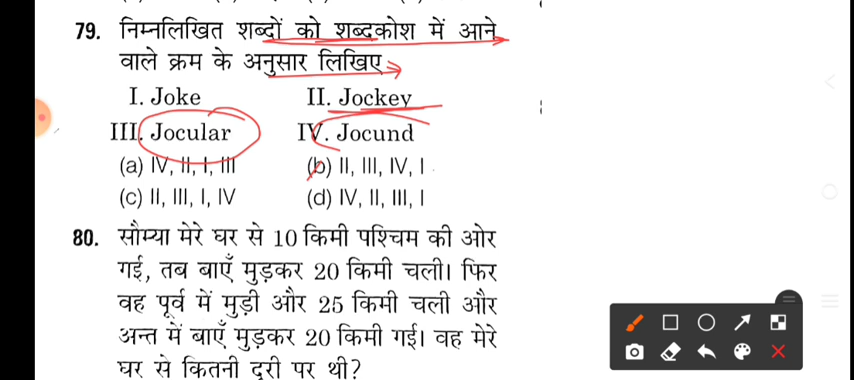 79. निम्नलिखित शब्दों को शब्दकोश में आने
वाले क्रम के अनुसार लिखिए
I. Joke II. Jockey
III. Jocular IV. Jocund
(a) IV, II, I, III (b) II, III, IV, I
(c) II, III, I, IV (d) IV, II, III, I
80. सौम्या मेरे घर से 10 किमी पश्चिम की ओर
गई, तब बाएँ मुड़कर 20 किमी चली। फिर
वह पूर्व में मुड़ी और 25 किमी चली और
अन्त में बाएँ मुड़कर 20 किमी गई। वह मेरे
घर से कितनी दूरी पर थी?